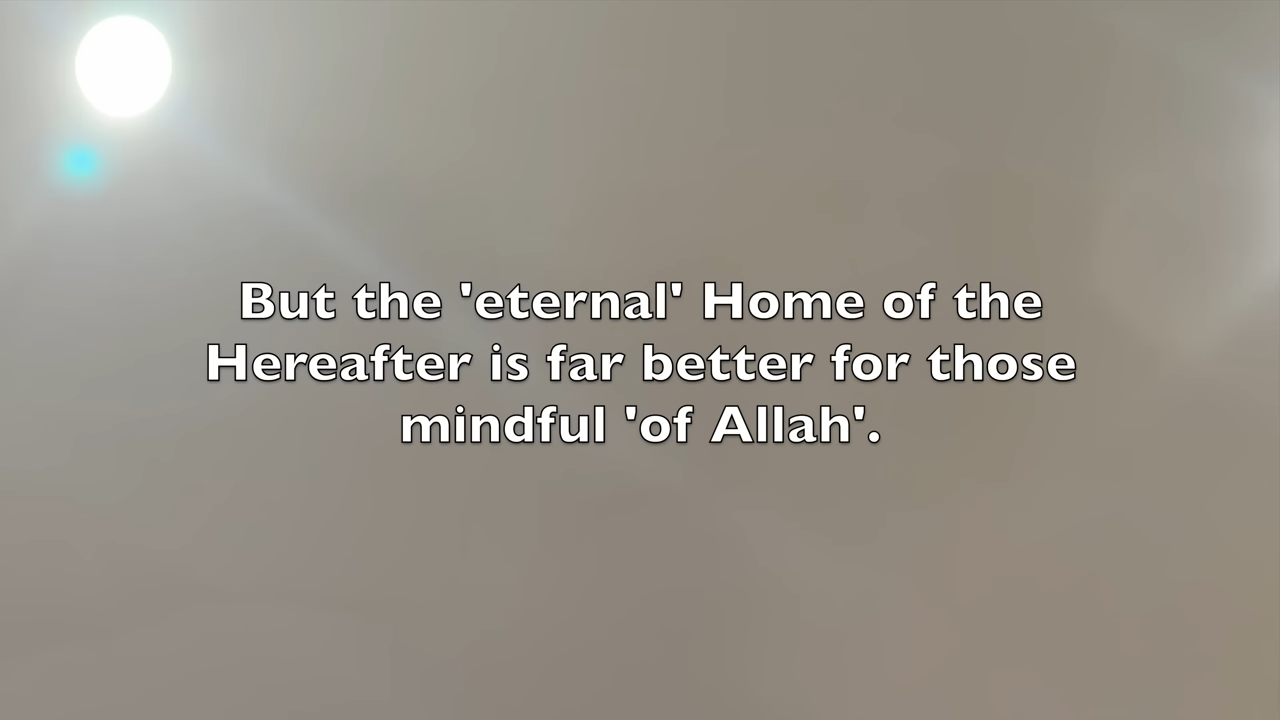 But the 'eternal' Home of the
Hereafter is far better for those
mindful 'of Allah'.